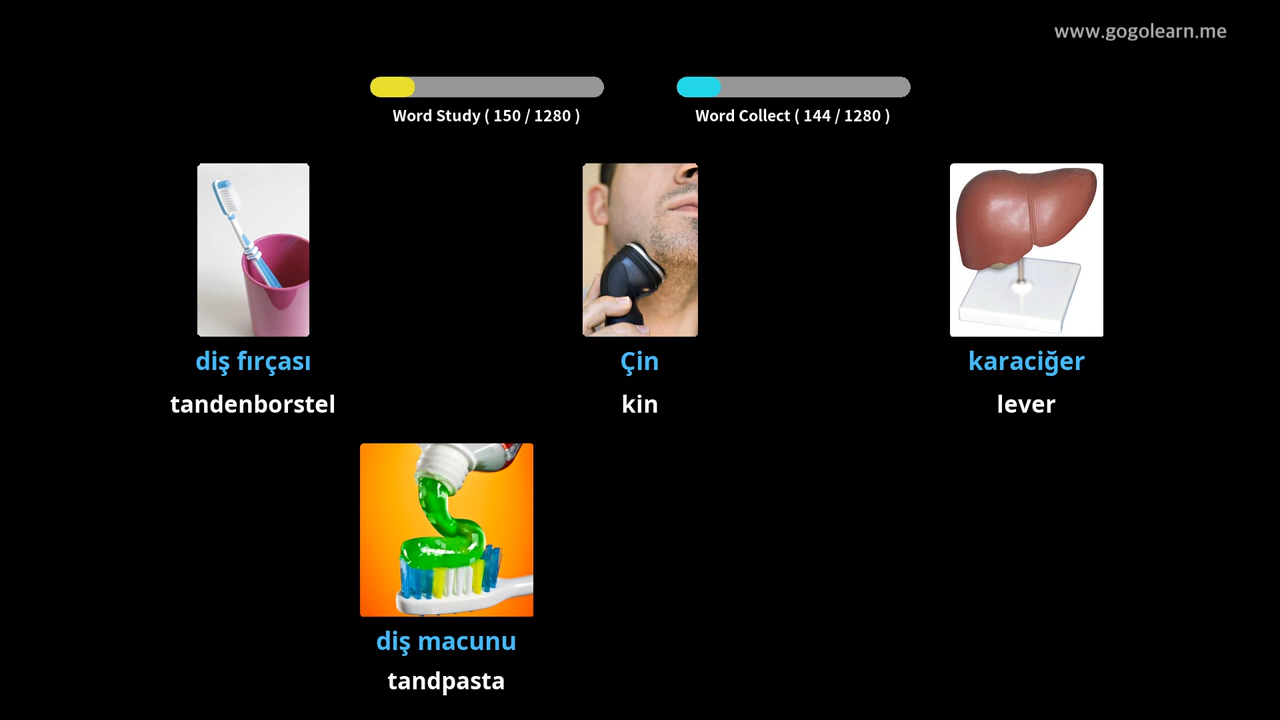 www.gogolearn.me
Word Study ( 150 / 1280 )
Word Collect ( 144 / 1280 )
diş fırçası
tandenborstel
Çin
kin
karaciğer
lever
diş macunu
tandpasta